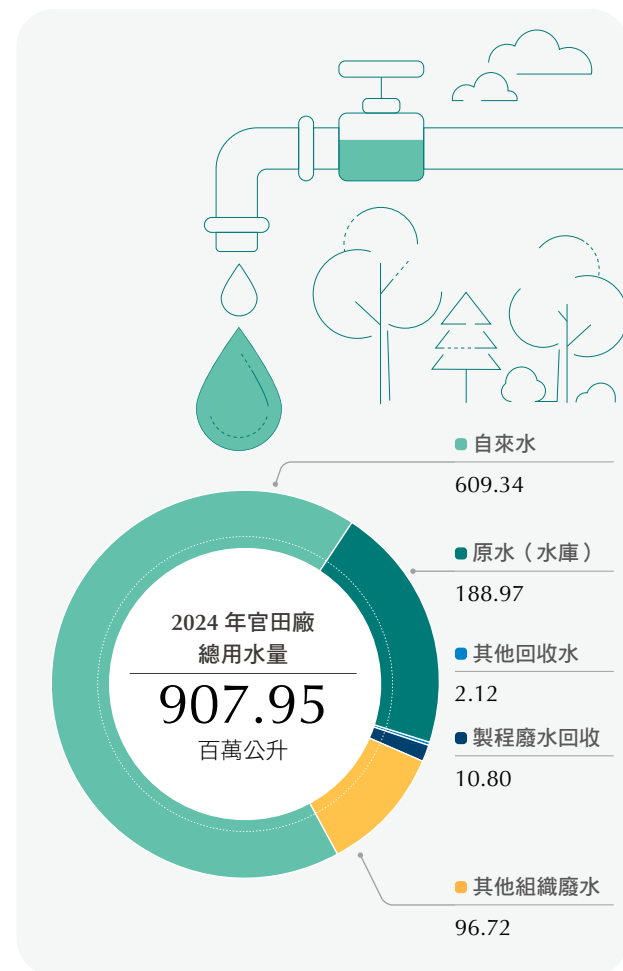 自來水
609.34
原水（水庫）
188.97
其他回收水
2.12
製程廢水回收
10.80
其他組織廢水
96.72
2024 年官田廠
總用水量
907.95
百萬公升